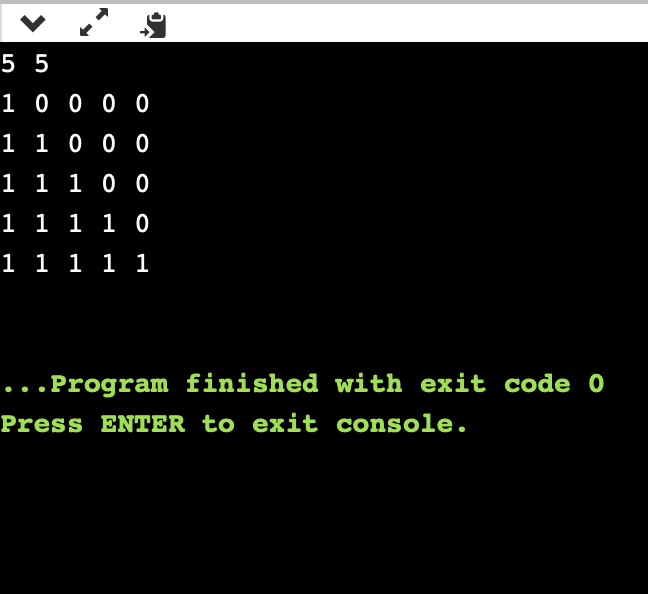 5 5
1 0 0 0 0
1 1 0 0 0
1 1 1 0 0
1 1 1 1 0
1 1 1 1 1
...Program finished with exit code 0
Press ENTER to exit console.